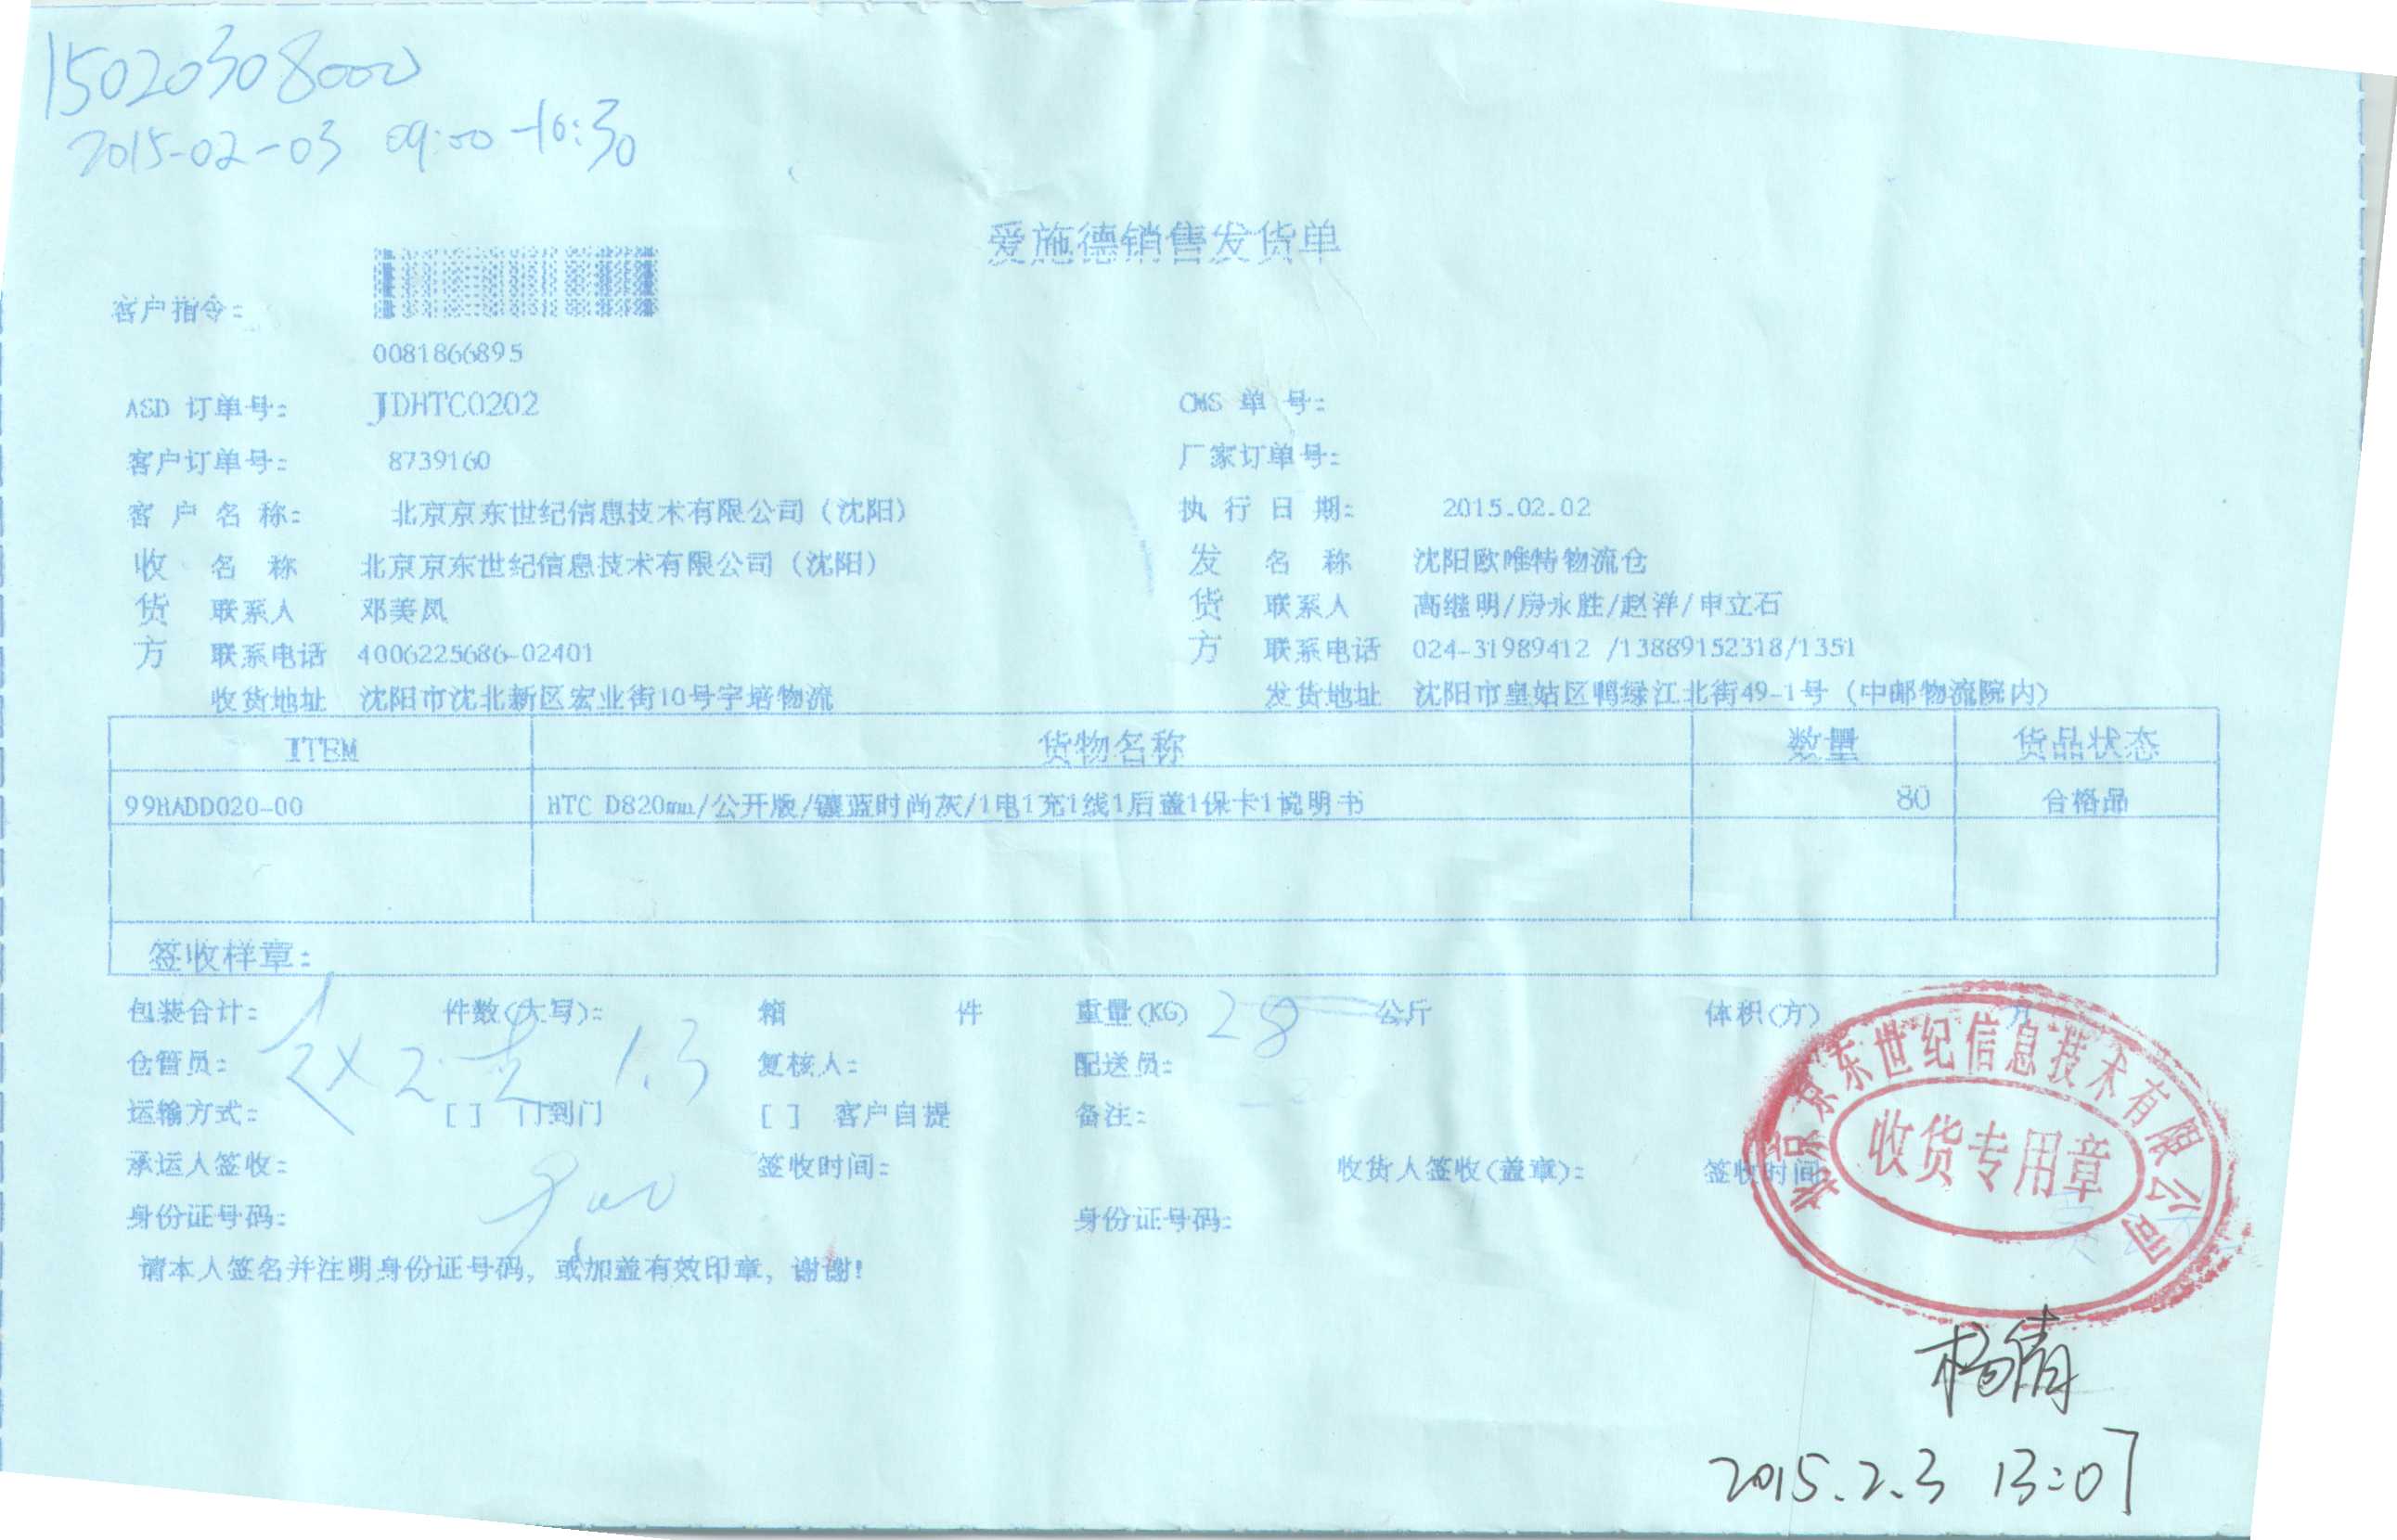 15020308000
2015-02-03 09:00-10:30
爱施德销售发货单
客户指令:
0081866895
ASD 订单号: JDHTC0202 CMS 单 号:
客户订单号: 8739160 厂家订单号:
客 户 名 称: 北京京东世纪信息技术有限公司（沈阳） 执 行 日 期: 2015.02.02
收 名 称 北京京东世纪信息技术有限公司（沈阳） 发 名 称 沈阳欧唯特物流仓
货 联系人 邓美凤 货 联系人 高继明/房永胜/赵洋/申立石
方 联系电话 4006225686-02401 方 联系电话 024-31989412 /13889152318/1351
收货地址 沈阳市沈北新区宏业街10号宇培物流 发货地址 沈阳市皇姑区鸭绿江北街49-1号（中邮物流院内）
ITEM 货物名称 数量 货品状态
99HADD020-00 HTC D820mu/公开版/镶蓝时尚灰/1电1充1线1后盖1保卡1说明书 80 合格品
签收样章:
包装合计: 件数(大写): 箱 件 重量(KG) 28 公斤 体积(方) 方
仓管员: 复核人: 配送员:
运输方式: [ ] 门到门 [ ] 客户自提 备注:
承运人签收: 签收时间: 收货人签收(盖章): 签收时间
身份证号码: 身份证号码:
请本人签名并注明身份证号码，或加盖有效印章，谢谢!
北京京东世纪信息技术有限公司
收货专用章
杨倩
2015.2.3 13:07